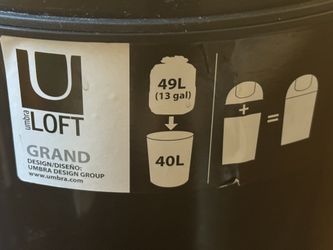 U
umbra
LOFT
GRAND
DESIGN/DISEÑO:
UMBRA DESIGN GROUP
www.umbra.com
49L
(13 gal)
40L
+
=